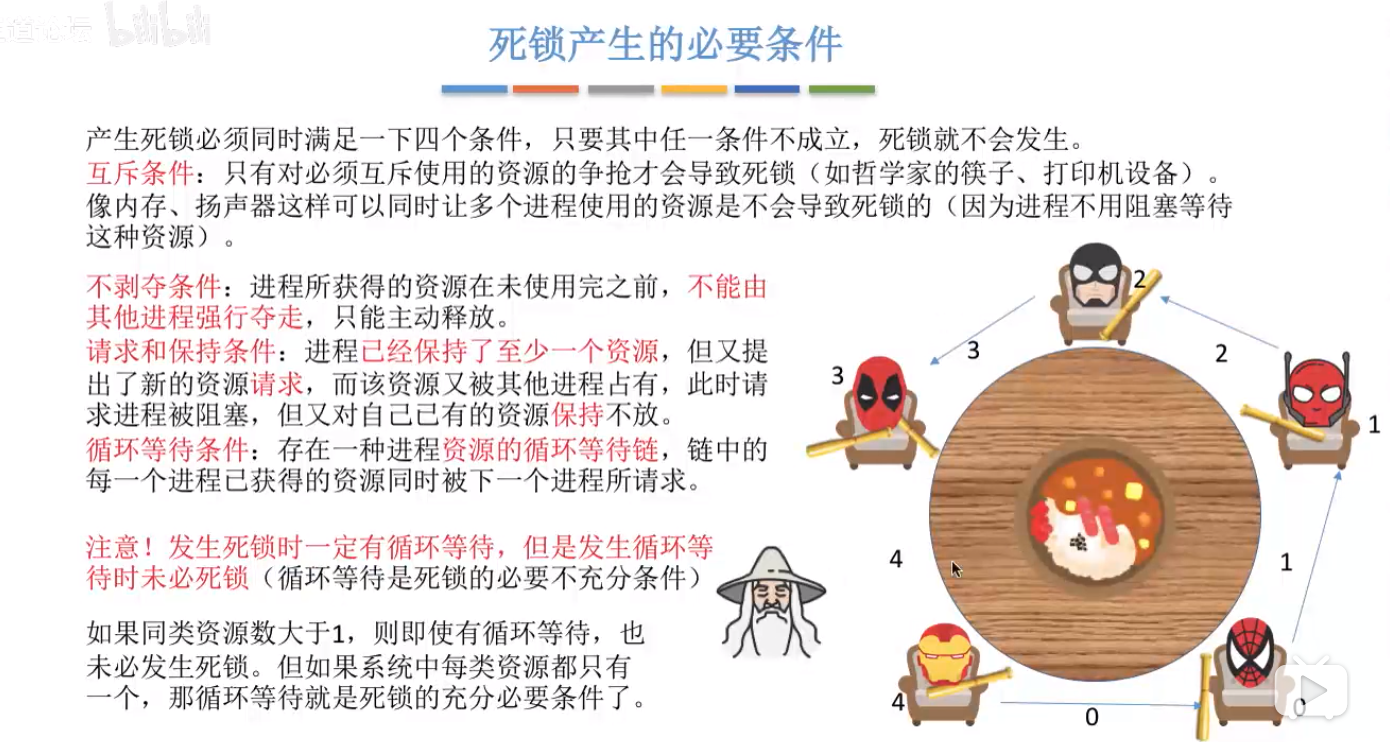 bilibili
死锁产生的必要条件
产生死锁必须同时满足一下四个条件，只要其中任一条件不成立，死锁就不会发生。
互斥条件：只有对必须互斥使用的资源的争抢才会导致死锁（如哲学家的筷子、打印机设备）。
像内存、扬声器这样可以同时让多个进程使用的资源是不会导致死锁的（因为进程不用阻塞等待
这种资源）。
不剥夺条件：进程所获得的资源在未使用完之前，不能由
其他进程强行夺走，只能主动释放。
请求和保持条件：进程已经保持了至少一个资源，但又提
出了新的资源请求，而该资源又被其他进程占有，此时请
求进程被阻塞，但又对自己已有的资源保持不放。
循环等待条件：存在一种进程资源的循环等待链，链中的
每一个进程已获得的资源同时被下一个进程所请求。
注意！发生死锁时一定有循环等待，但是发生循环等
待时未必死锁（循环等待是死锁的必要不充分条件）
如果同类资源数大于1，则即使有循环等待，也
未必发生死锁。但如果系统中每类资源都只有
一个，那循环等待就是死锁的充分必要条件了。
2
3
2
3
1
4
1
4
0
0